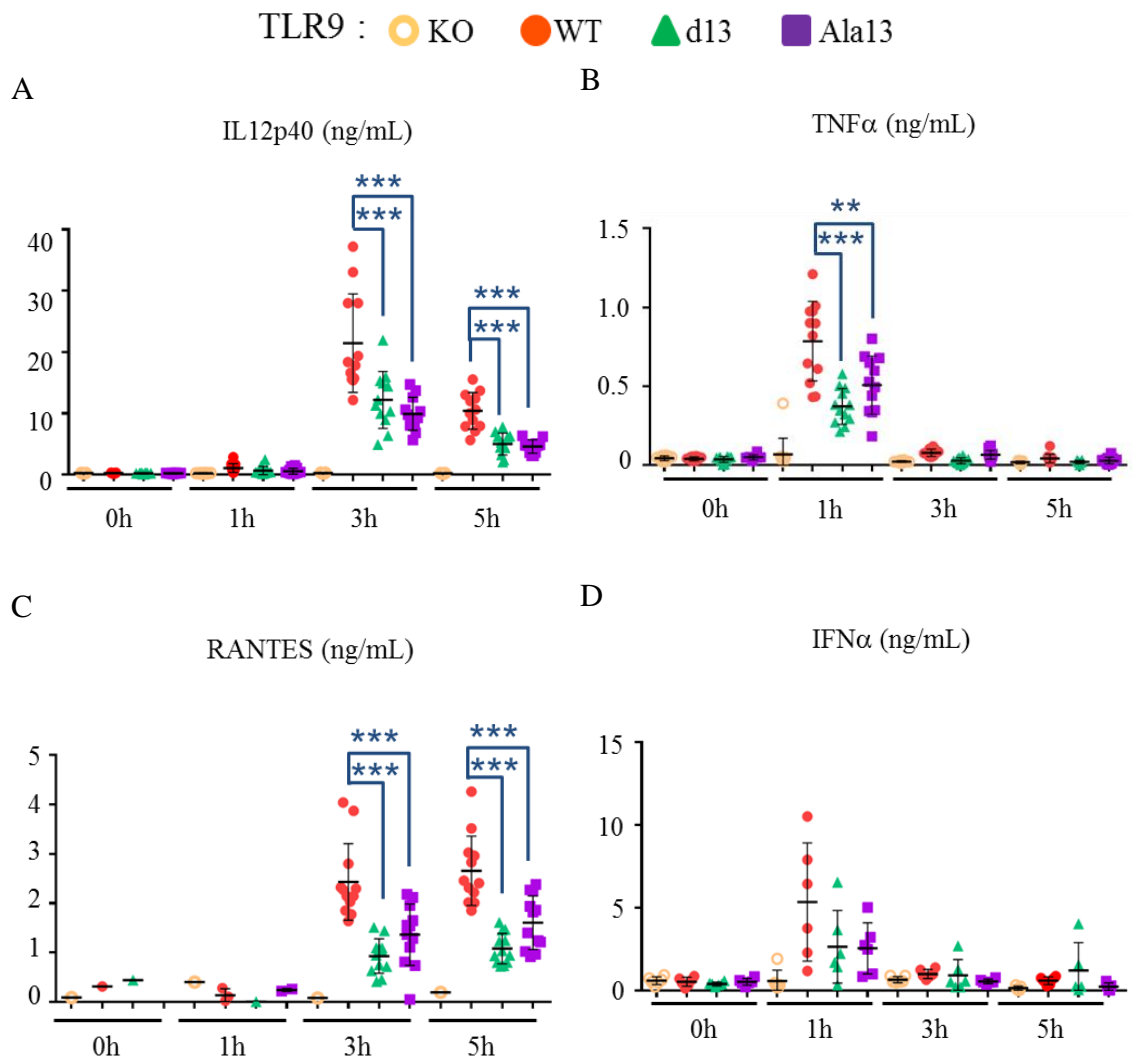 TLR9 : KO WT d13 Ala13
A
IL12p40 (ng/mL)
***
***
***
***
40
30
20
10
0
0h 1h 3h 5h
B
TNFα (ng/mL)
**
***
1.5
1.0
0.5
0
0h 1h 3h 5h
C
RANTES (ng/mL)
***
***
***
***
5
4
3
2
1
0
0h 1h 3h 5h
D
IFNα (ng/mL)
15
10
5
0
0h 1h 3h 5h